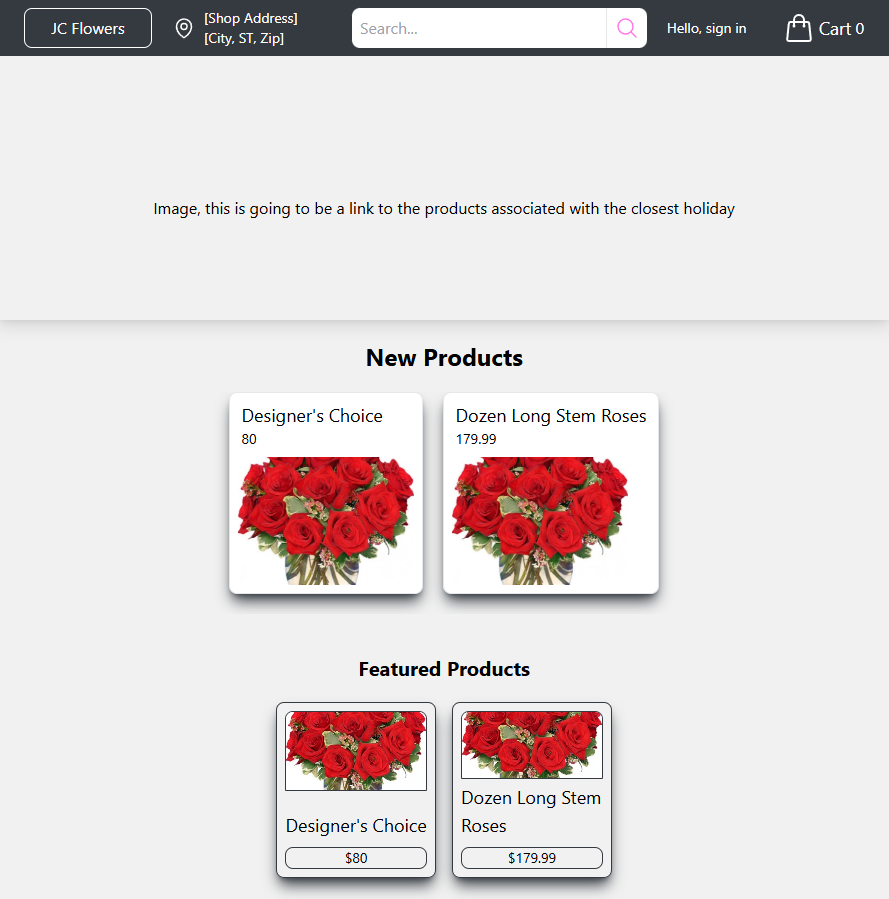 JC Flowers
[Shop Address]
[City, ST, Zip]
Search...
Hello, sign in
Cart 0
Image, this is going to be a link to the products associated with the closest holiday
New Products
Designer's Choice
80
Dozen Long Stem Roses
179.99
Featured Products
Designer's Choice
$80
Dozen Long Stem
Roses
$179.99